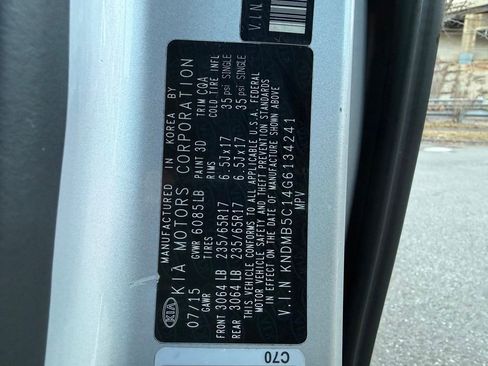 MANUFACTURED IN KOREA BY
KIA KIA MOTORS CORPORATION
07/15 GVWR 6085LB PAINT 3D TRIM CQA
GAWR TIRES RIMS COLD TIRE INFL
FRONT 3064 LB 235/65R17 6.5Jx17 35 psi SINGLE
REAR 3064 LB 235/65R17 6.5Jx17 35 psi SINGLE
THIS VEHICLE CONFORMS TO ALL APPLICABLE U.S.A. FEDERAL
MOTOR VEHICLE SAFETY AND THEFT PREVENTION STANDARDS
IN EFFECT ON THE DATE OF MANUFACTURE SHOWN ABOVE
V.I.N KNDMB5C14G6134241
MPV
C70
V.I.N